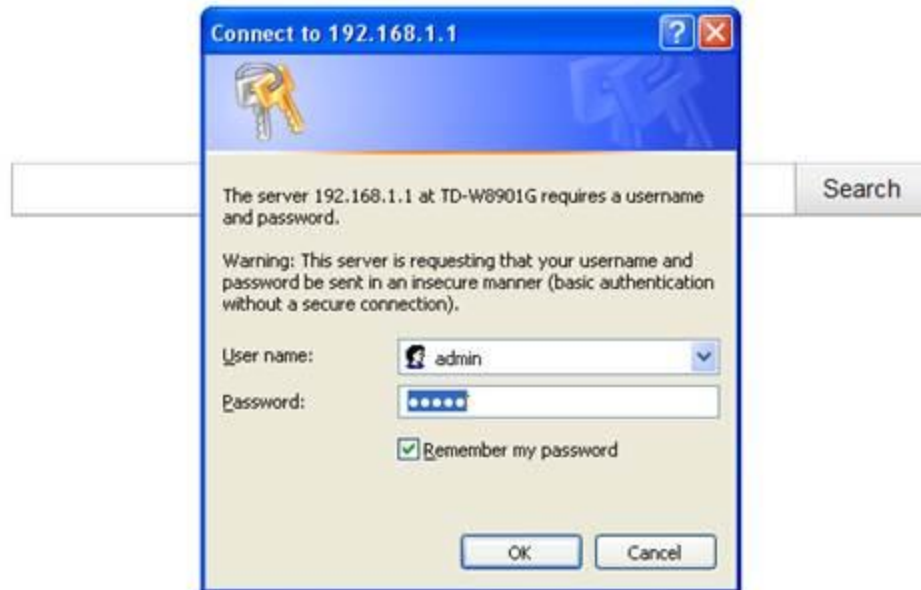 Connect to 192.168.1.1
?
Search
The server 192.168.1.1 at TD-W8901G requires a username
and password.
Warning: This server is requesting that your username and
password be sent in an insecure manner (basic authentication
without a secure connection).
User name:
admin
Password:
•••••
Remember my password
OK
Cancel